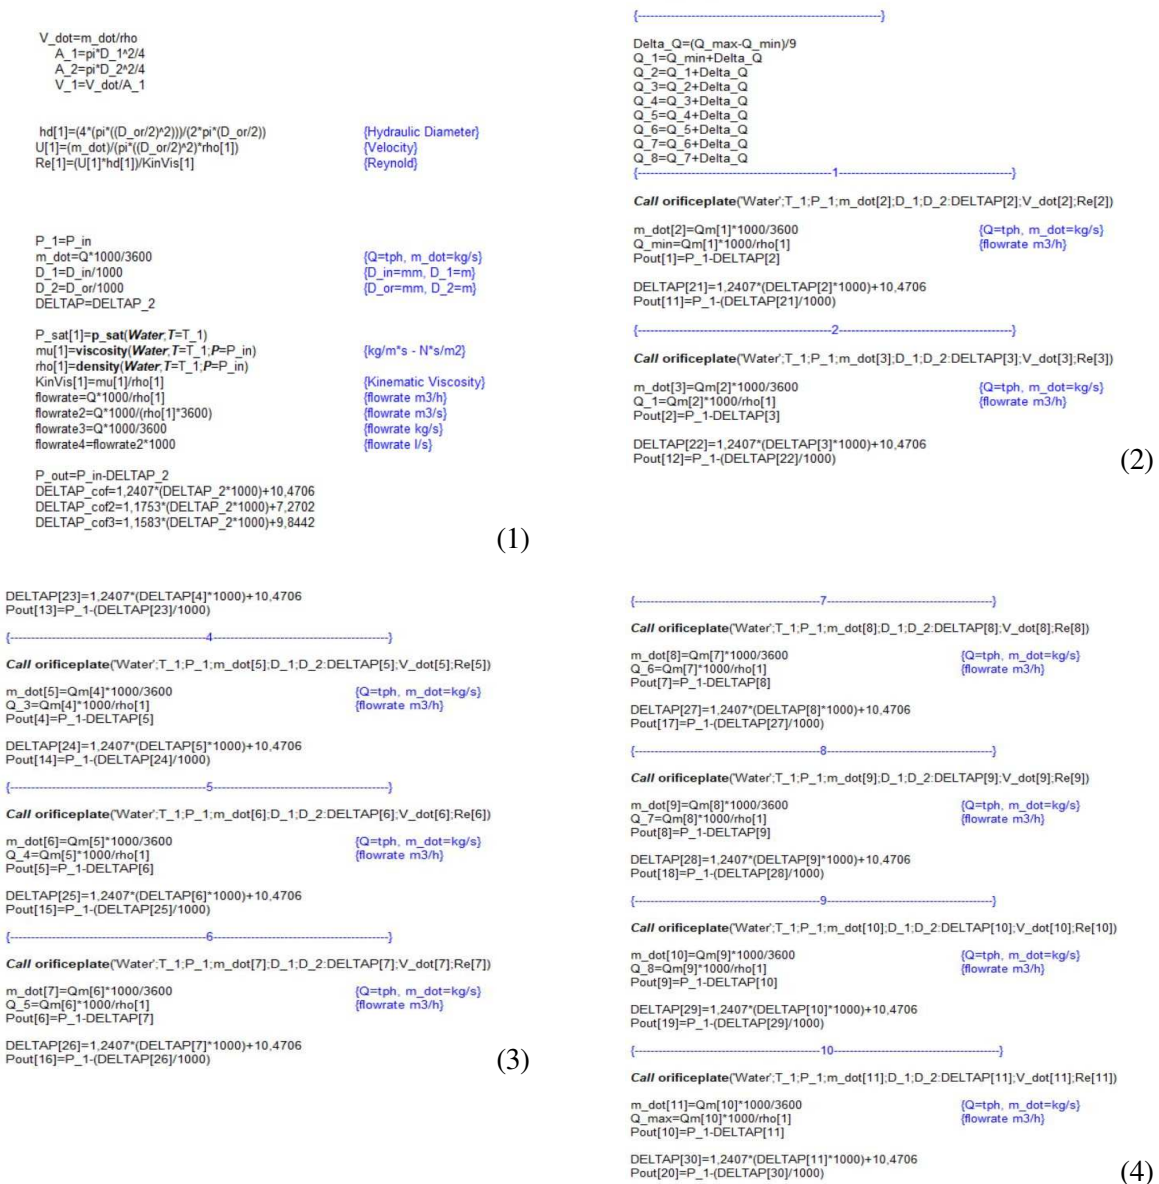 V_dot=m_dot/rho
A_1=pi*D_1^2/4
A_2=pi*D_2^2/4
V_1=V_dot/A_1
hd[1]=(4*(pi*((D_or/2)^2)))/(2*pi*(D_or/2)) {Hydraulic Diameter}
U[1]=(m_dot)/(pi*((D_or/2)^2)*rho[1]) {Velocity}
Re[1]=(U[1]*hd[1])/KinVis[1] {Reynold}
P_1=P_in
m_dot=Q*1000/3600 {Q=tph, m_dot=kg/s}
D_1=D_in/1000 {D_in=mm, D_1=m}
D_2=D_or/1000 {D_or=mm, D_2=m}
DELTAP=DELTAP_2
P_sat[1]=p_sat(Water;T=T_1)
mu[1]=viscosity(Water;T=T_1;P=P_in) {kg/m*s - N*s/m2}
rho[1]=density(Water;T=T_1;P=P_in)
KinVis[1]=mu[1]/rho[1] {Kinematic Viscosity}
flowrate=Q*1000/rho[1] {flowrate m3/h}
flowrate2=Q*1000/(rho[1]*3600) {flowrate m3/s}
flowrate3=Q*1000/3600 {flowrate kg/s}
flowrate4=flowrate2*1000 {flowrate l/s}
P_out=P_in-DELTAP_2
DELTAP_cof=1,2407*(DELTAP_2*1000)+10,4706
DELTAP_cof2=1,1753*(DELTAP_2*1000)+7,2702
DELTAP_cof3=1,1583*(DELTAP_2*1000)+9,8442
(1)
{----------------------------------------------------------}
Delta_Q=(Q_max-Q_min)/9
Q_1=Q_min+Delta_Q
Q_2=Q_1+Delta_Q
Q_3=Q_2+Delta_Q
Q_4=Q_3+Delta_Q
Q_5=Q_4+Delta_Q
Q_6=Q_5+Delta_Q
Q_7=Q_6+Delta_Q
Q_8=Q_7+Delta_Q
{----------------------------------------------1-----------------------------------------}
Call orificeplate('Water';T_1;P_1;m_dot[2];D_1;D_2:DELTAP[2];V_dot[2];Re[2])
m_dot[2]=Qm[1]*1000/3600 {Q=tph, m_dot=kg/s}
Q_min=Qm[1]*1000/rho[1] {flowrate m3/h}
Pout[1]=P_1-DELTAP[2]
DELTAP[21]=1,2407*(DELTAP[2]*1000)+10,4706
Pout[11]=P_1-(DELTAP[21]/1000)
{----------------------------------------------2-----------------------------------------}
Call orificeplate('Water';T_1;P_1;m_dot[3];D_1;D_2:DELTAP[3];V_dot[3];Re[3])
m_dot[3]=Qm[2]*1000/3600 {Q=tph, m_dot=kg/s}
Q_1=Qm[2]*1000/rho[1] {flowrate m3/h}
Pout[2]=P_1-DELTAP[3]
DELTAP[22]=1,2407*(DELTAP[3]*1000)+10,4706
Pout[12]=P_1-(DELTAP[22]/1000)
(2)
DELTAP[23]=1,2407*(DELTAP[4]*1000)+10,4706
Pout[13]=P_1-(DELTAP[23]/1000)
{----------------------------------------------4-----------------------------------------}
Call orificeplate('Water';T_1;P_1;m_dot[5];D_1;D_2:DELTAP[5];V_dot[5];Re[5])
m_dot[5]=Qm[4]*1000/3600 {Q=tph, m_dot=kg/s}
Q_3=Qm[4]*1000/rho[1] {flowrate m3/h}
Pout[4]=P_1-DELTAP[5]
DELTAP[24]=1,2407*(DELTAP[5]*1000)+10,4706
Pout[14]=P_1-(DELTAP[24]/1000)
{----------------------------------------------5-----------------------------------------}
Call orificeplate('Water';T_1;P_1;m_dot[6];D_1;D_2:DELTAP[6];V_dot[6];Re[6])
m_dot[6]=Qm[5]*1000/3600 {Q=tph, m_dot=kg/s}
Q_4=Qm[5]*1000/rho[1] {flowrate m3/h}
Pout[5]=P_1-DELTAP[6]
DELTAP[25]=1,2407*(DELTAP[6]*1000)+10,4706
Pout[15]=P_1-(DELTAP[25]/1000)
{----------------------------------------------6-----------------------------------------}
Call orificeplate('Water';T_1;P_1;m_dot[7];D_1;D_2:DELTAP[7];V_dot[7];Re[7])
m_dot[7]=Qm[6]*1000/3600 {Q=tph, m_dot=kg/s}
Q_5=Qm[6]*1000/rho[1] {flowrate m3/h}
Pout[6]=P_1-DELTAP[7]
DELTAP[26]=1,2407*(DELTAP[7]*1000)+10,4706
Pout[16]=P_1-(DELTAP[26]/1000)
(3)
{----------------------------------------------7-----------------------------------------}
Call orificeplate('Water';T_1;P_1;m_dot[8];D_1;D_2:DELTAP[8];V_dot[8];Re[8])
m_dot[8]=Qm[7]*1000/3600 {Q=tph, m_dot=kg/s}
Q_6=Qm[7]*1000/rho[1] {flowrate m3/h}
Pout[7]=P_1-DELTAP[8]
DELTAP[27]=1,2407*(DELTAP[8]*1000)+10,4706
Pout[17]=P_1-(DELTAP[27]/1000)
{----------------------------------------------8-----------------------------------------}
Call orificeplate('Water';T_1;P_1;m_dot[9];D_1;D_2:DELTAP[9];V_dot[9];Re[9])
m_dot[9]=Qm[8]*1000/3600 {Q=tph, m_dot=kg/s}
Q_7=Qm[8]*1000/rho[1] {flowrate m3/h}
Pout[8]=P_1-DELTAP[9]
DELTAP[28]=1,2407*(DELTAP[9]*1000)+10,4706
Pout[18]=P_1-(DELTAP[28]/1000)
{----------------------------------------------9-----------------------------------------}
Call orificeplate('Water';T_1;P_1;m_dot[10];D_1;D_2:DELTAP[10];V_dot[10];Re[10])
m_dot[10]=Qm[9]*1000/3600 {Q=tph, m_dot=kg/s}
Q_8=Qm[9]*1000/rho[1] {flowrate m3/h}
Pout[9]=P_1-DELTAP[10]
DELTAP[29]=1,2407*(DELTAP[10]*1000)+10,4706
Pout[19]=P_1-(DELTAP[29]/1000)
{----------------------------------------------10-----------------------------------------}
Call orificeplate('Water';T_1;P_1;m_dot[11];D_1;D_2:DELTAP[11];V_dot[11];Re[11])
m_dot[11]=Qm[10]*1000/3600 {Q=tph, m_dot=kg/s}
Q_max=Qm[10]*1000/rho[1] {flowrate m3/h}
Pout[10]=P_1-DELTAP[11]
DELTAP[30]=1,2407*(DELTAP[11]*1000)+10,4706
Pout[20]=P_1-(DELTAP[30]/1000)
(4)